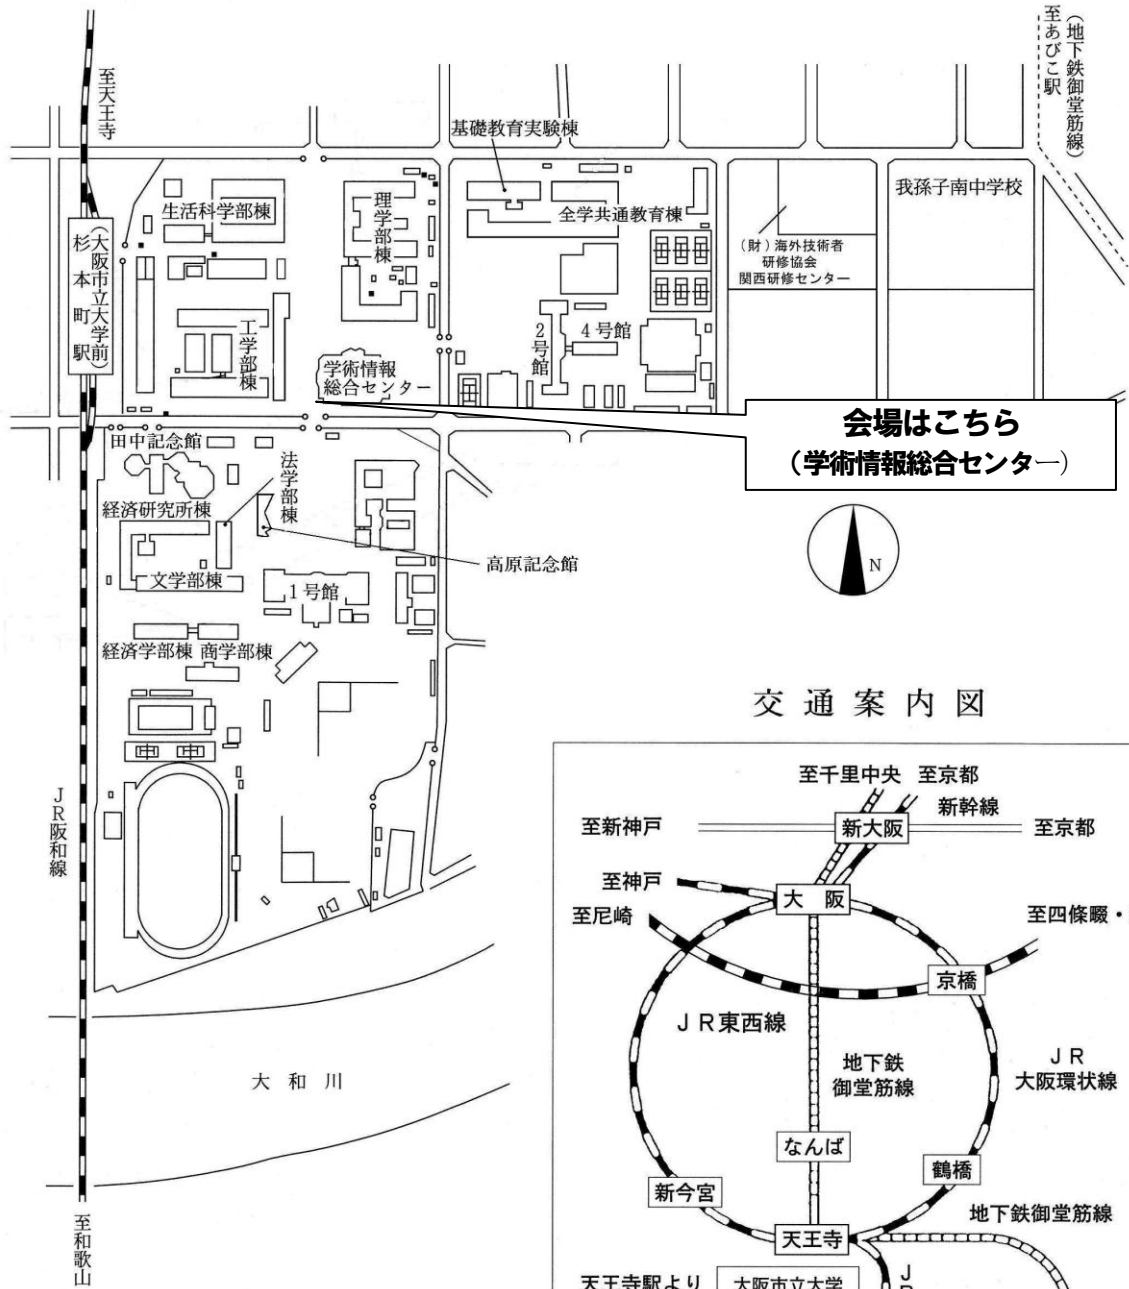 至天王寺
(地下鉄御堂筋線)
至あびこ駅
基礎教育実験棟
我孫子南中学校
生活科学部棟
理学部棟
全学共通教育棟
(大阪市立大学前)
杉本町駅
(財)海外技術者
研修協会
関西研修センター
工学部棟
2号館
4号館
学術情報
総合センター
会場はこちら
(学術情報総合センター)
田中記念館
法学部棟
経済研究所棟
高原記念館
N
文学部棟
1号館
経済学部棟 商学部棟
JR阪和線
大和川
至和歌山
交通案内図
至千里中央 至京都
新幹線
至新神戸
新大阪
至京都
至神戸
大阪
至尼崎
至四條畷・
京橋
JR東西線
地下鉄
御堂筋線
JR
大阪環状線
なんば
鶴橋
新今宮
地下鉄御堂筋線
天王寺
天王寺駅より
大阪市立大学
J